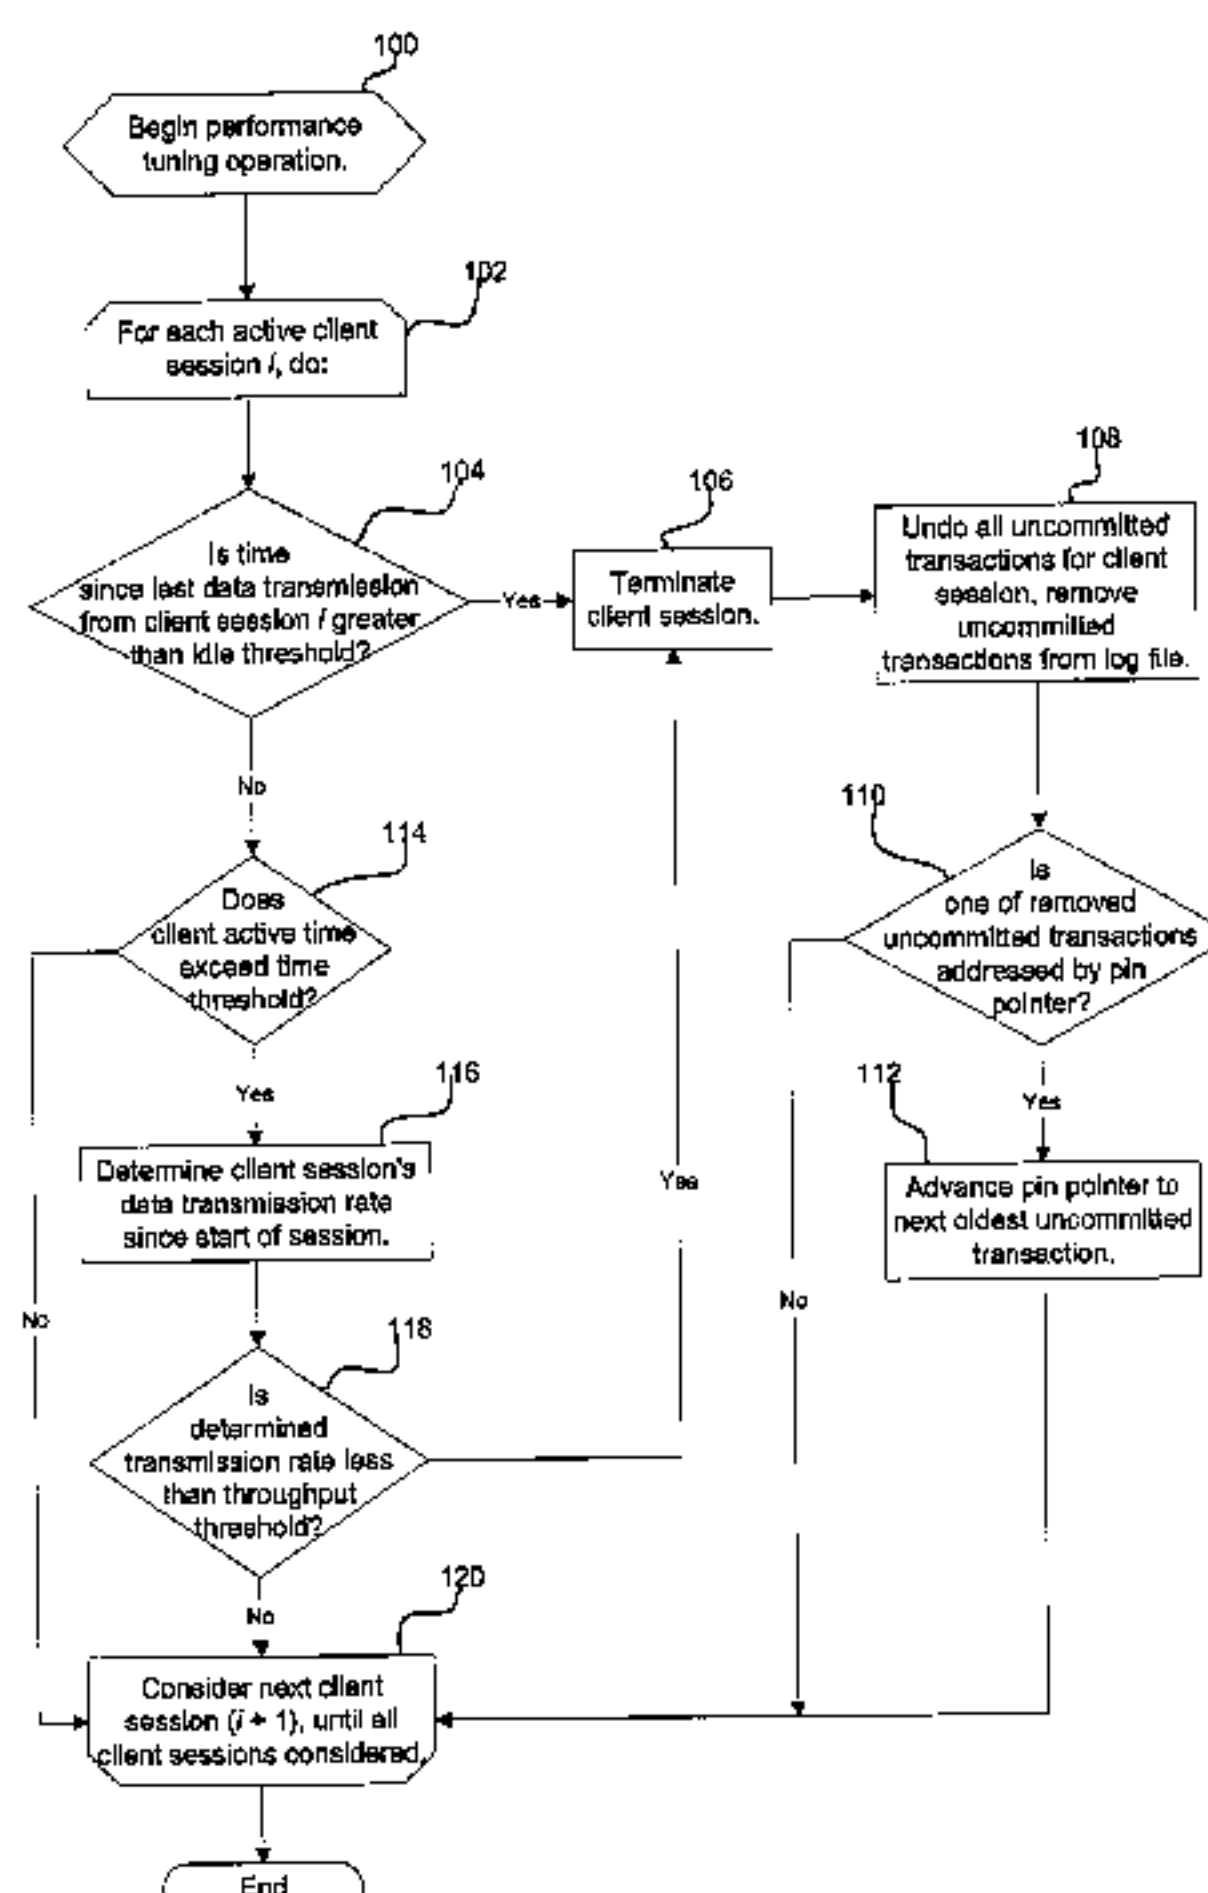 100
Begin performance
tuning operation.
102
For each active client
session i, do:
104
Is time
since last data transmission
from client session i greater
than idle threshold?
Yes
106
Terminate
client session.
108
Undo all uncommitted
transactions for client
session, remove
uncommitted
transactions from log file.
No
110
Is
one of removed
uncommitted transactions
addressed by pin
pointer?
114
Does
client active time
exceed time
threshold?
Yes
112
Yes
Advance pin pointer to
next oldest uncommitted
transaction.
116
Determine client session's
data transmission rate
since start of session.
Yes
No
No
118
Is
determined
transmission rate less
than throughput
threshold?
No
120
Consider next client
session (i + 1), until all
client sessions considered.
End